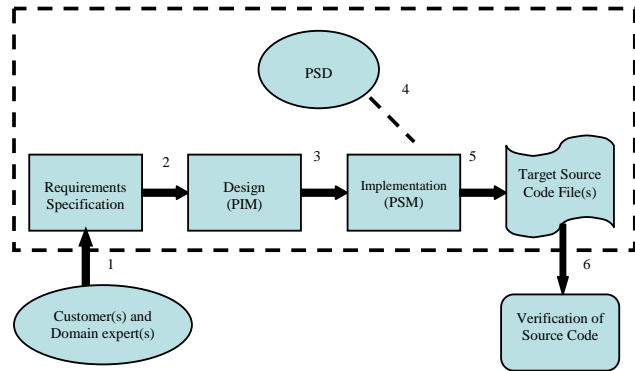 PSD
4
2
3
5
Requirements
Specification
Design
(PIM)
Implementation
(PSM)
Target Source
Code File(s)
1
6
Customer(s) and
Domain expert(s)
Verification of
Source Code